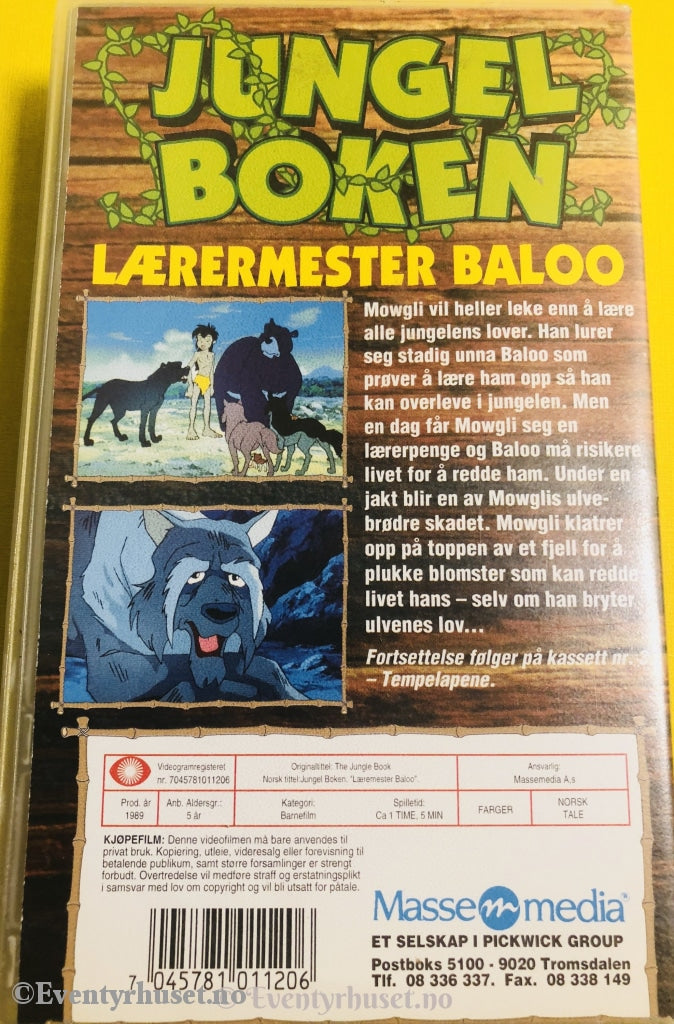 JUNGEL
BOKEN
LÆRERMESTER BALOO
Mowgli vil heller leke enn å lære
alle jungelens lover. Han lurer
seg stadig unna Baloo som
prøver å lære ham opp så han
kan overleve i jungelen. Men
en dag får Mowgli seg en
lærerpenge og Baloo må risikere
livet for å redde ham. Under en
jakt blir en av Mowglis ulve-
brødre skadet. Mowgli klatrer
opp på toppen av et fjell for å
plukke blomster som kan redde
livet hans – selv om han bryter
ulvenes lov...
Fortsettelse følger på kassett nr. 3
– Tempelapene.
Videogramregisteret
nr. 7045781011206
Originaltittel: The Jungle Book
Norsk tittel:Jungel Boken. "Læremester Baloo".
Ansvarlig:
Massemedia A.s
Prod. år
1989
Anb. Aldersgr.:
5 år
Kategori:
Barnefilm
Spilletid:
Ca 1 TIME, 5 MIN
FARGER
NORSK
TALE
KJØPEFILM: Denne videofilmen må bare anvendes til
privat bruk. Kopiering, utleie, videresalg eller forevisning til
betalende publikum, samt større forsamlinger er strengt
forbudt. Overtredelse vil medføre straff og erstatningsplikt
i samsvar med lov om copyright og vil bli utsatt for påtale.
Masse m media
ET SELSKAP I PICKWICK GROUP
Postboks 5100 - 9020 Tromsdalen
Tlf. 08 336 337. Fax. 08 338 149
7 045781 011206
©Eventyrhuset.no
©Eventyrhuset.no